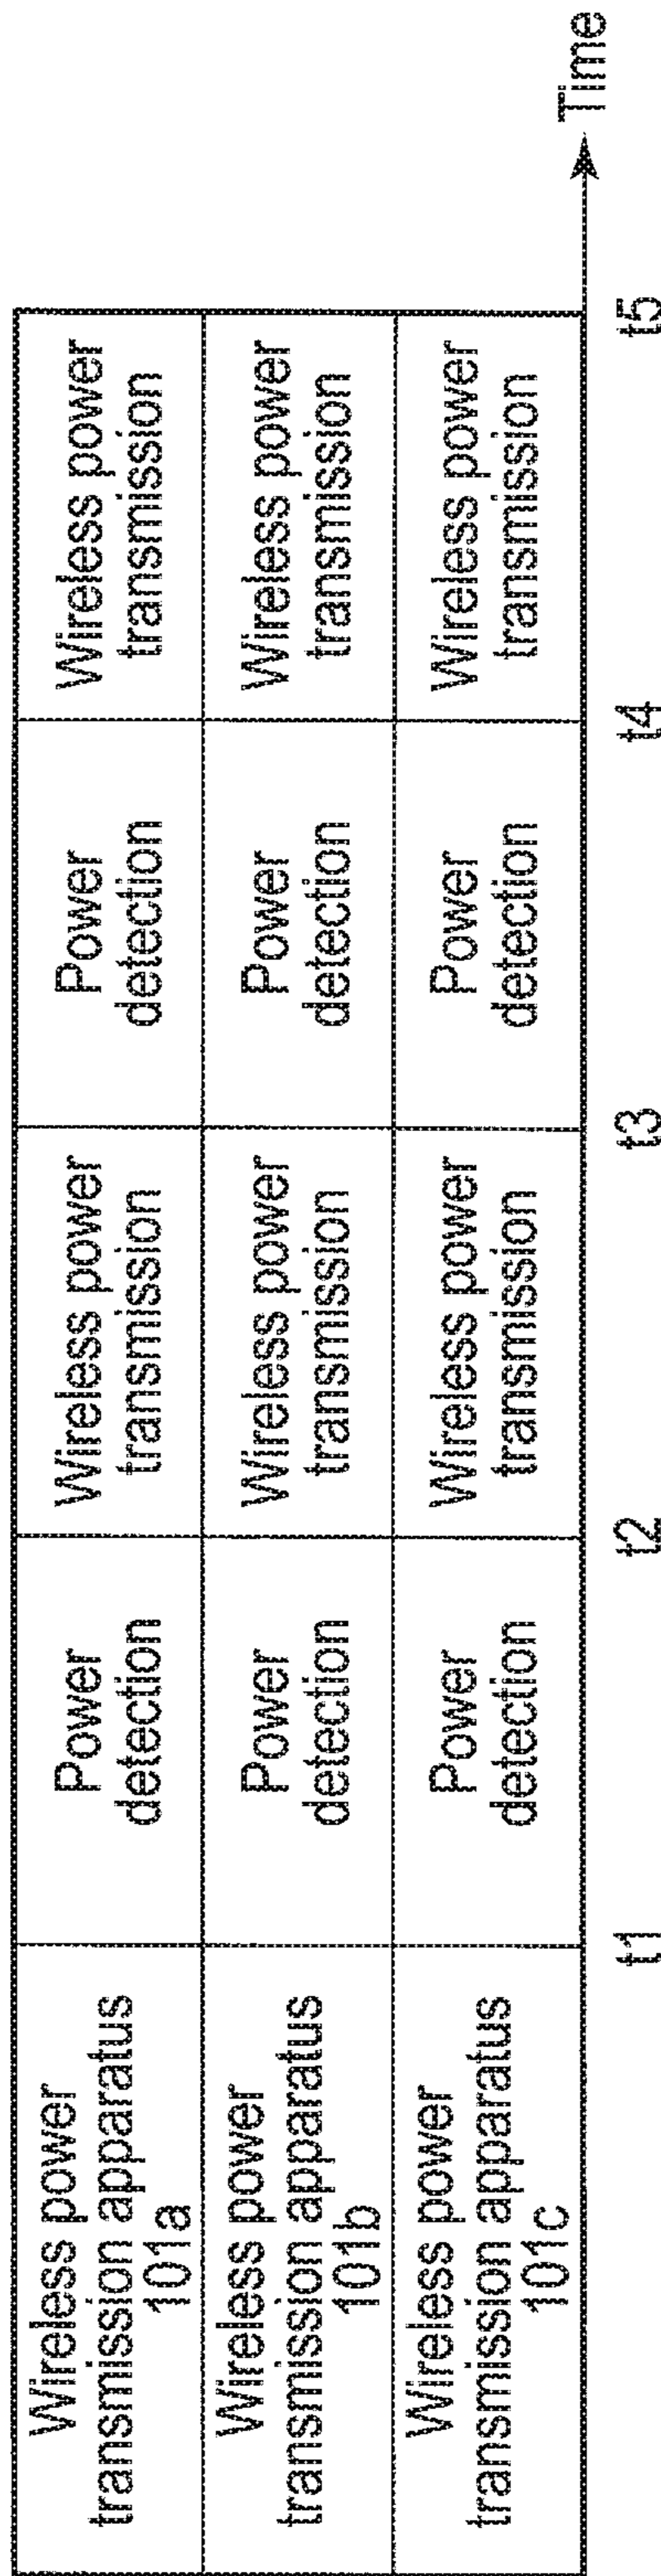 Wireless power
transmission apparatus
101a
Power
detection
Wireless power
transmission
Power
detection
Wireless power
transmission
Wireless power
transmission apparatus
101b
Power
detection
Wireless power
transmission
Power
detection
Wireless power
transmission
Wireless power
transmission apparatus
101c
Power
detection
Wireless power
transmission
Power
detection
Wireless power
transmission
Time
t1
t2
t3
t4
t5